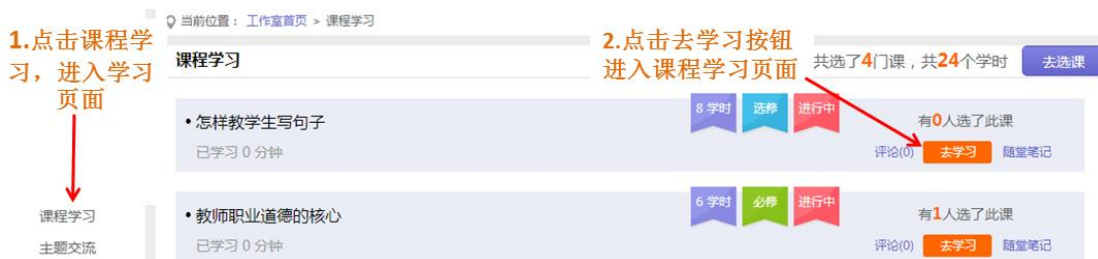 当前位置： 工作室首页 > 课程学习
1.点击课程学
习，进入学习
页面
课程学习
2.点击去学习按钮
进入课程学习页面
共选了4门课，共24个学时 去选课
• 怎样教学生写句子 8 学时 选修 进行中 有0人选了此课
已学习 0 分钟 评论(0) 去学习 随堂笔记
• 教师职业道德的核心 6 学时 必修 进行中 有1人选了此课
已学习 0 分钟 评论(0) 去学习 随堂笔记
课程学习
主题交流